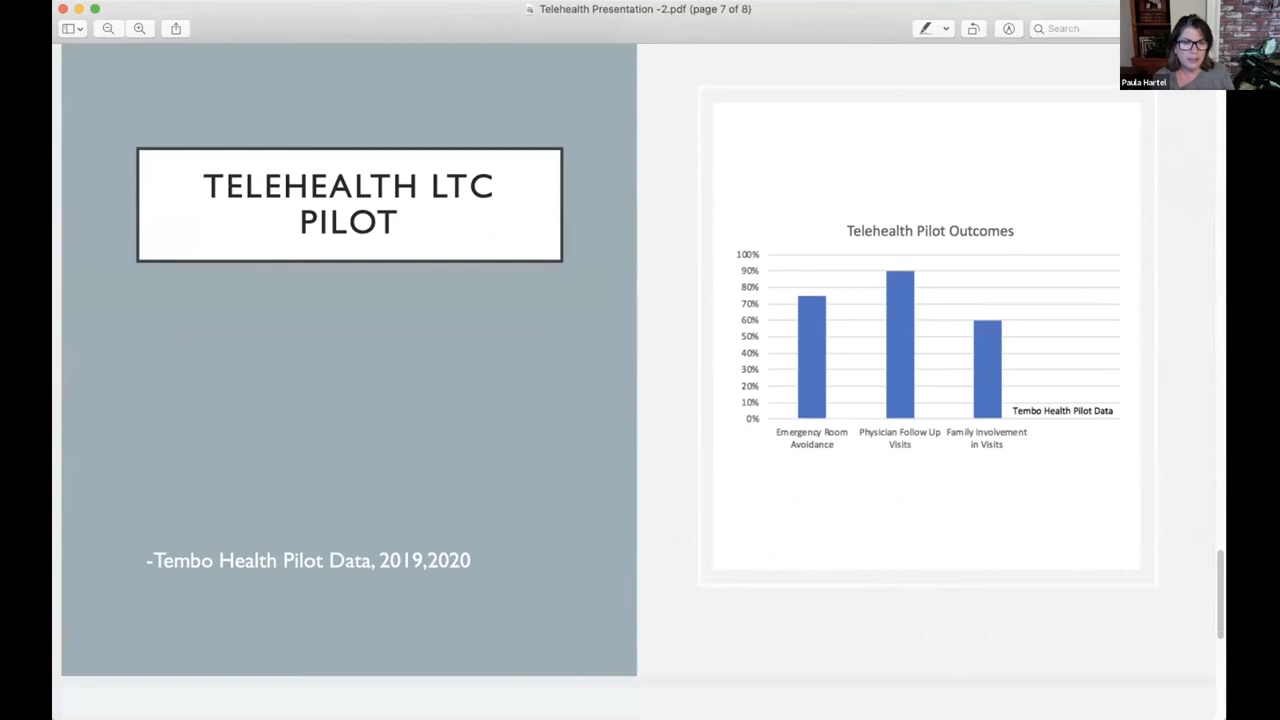 Telehealth Presentation -2.pdf (page 7 of 8)
Search
Paula Hartel
TELEHEALTH LTC
PILOT
-Tembo Health Pilot Data, 2019,2020
Telehealth Pilot Outcomes
100%
90%
80%
70%
60%
50%
40%
30%
20%
10%
0%
Tembo Health Pilot Data
Emergency Room
Avoidance
Physician Follow Up
Visits
Family Involvement
in Visits